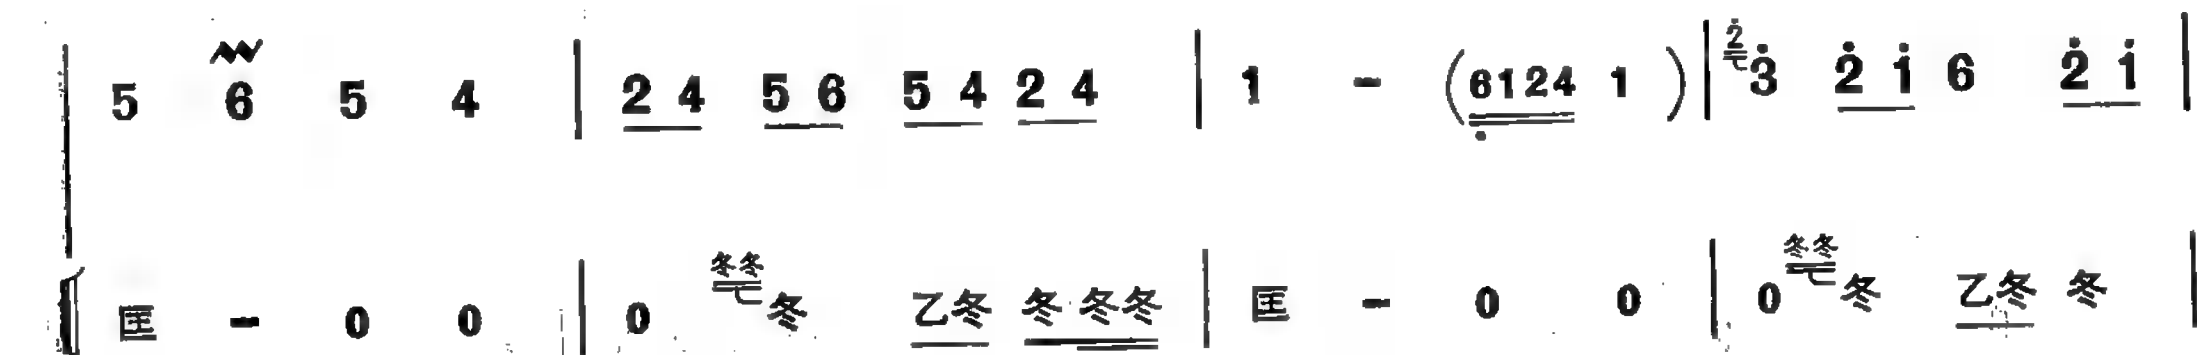 5 6 5 4 | 2 4 5 6 5 4 2 4 | 1 - (6124 1) | 2 3 2 1 6 2 1 |
匡 - 0 0 | 0 冬冬 冬 乙冬 冬冬冬 | 匡 - 0 0 | 0 冬冬 冬 乙冬 冬 |